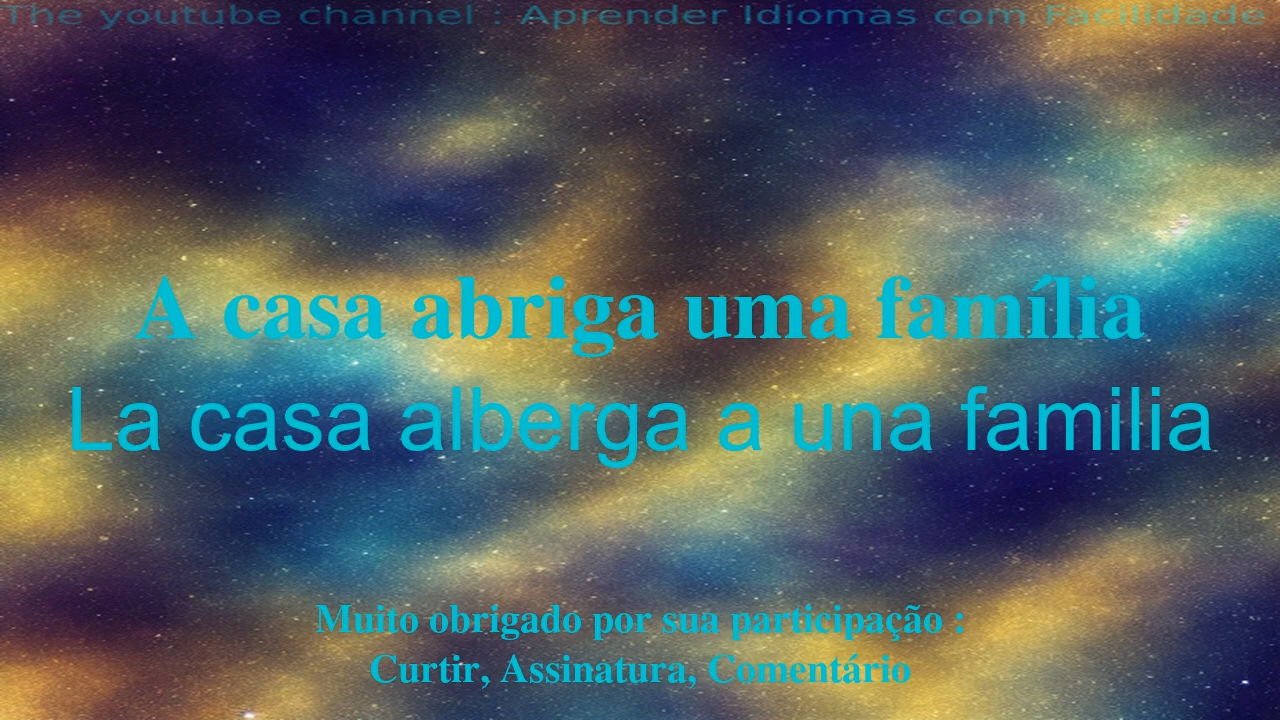 The youtube channel : Aprender Idiomas com Facilidade
A casa abriga uma família
La casa alberga a una familia
Muito obrigado por sua participação :
Curtir, Assinatura, Comentário